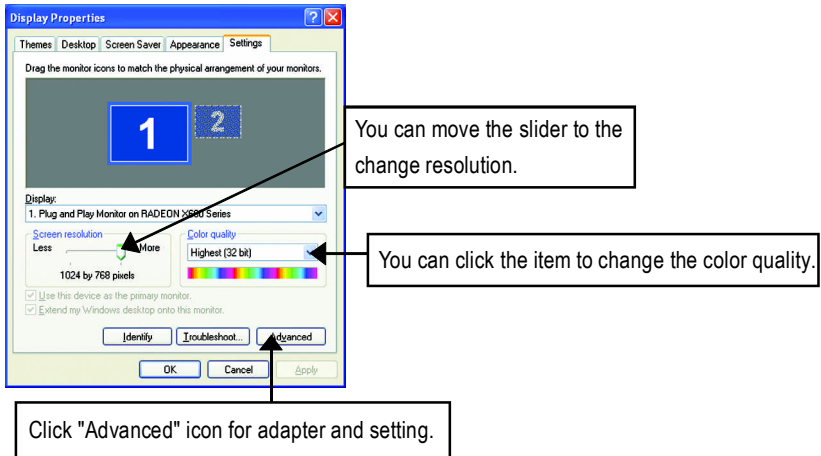 Display Properties
Themes Desktop Screen Saver Appearance Settings
Drag the monitor icons to match the physical arrangement of your monitors.
1 2
You can move the slider to the
change resolution.
Display:
1. Plug and Play Monitor on RADEON X600 Series
Screen resolution
Less More
1024 by 768 pixels
Color quality
Highest (32 bit)
You can click the item to change the color quality.
Use this device as the primary monitor.
Extend my Windows desktop onto this monitor.
Identify Troubleshoot... Advanced
OK Cancel Apply
Click "Advanced" icon for adapter and setting.